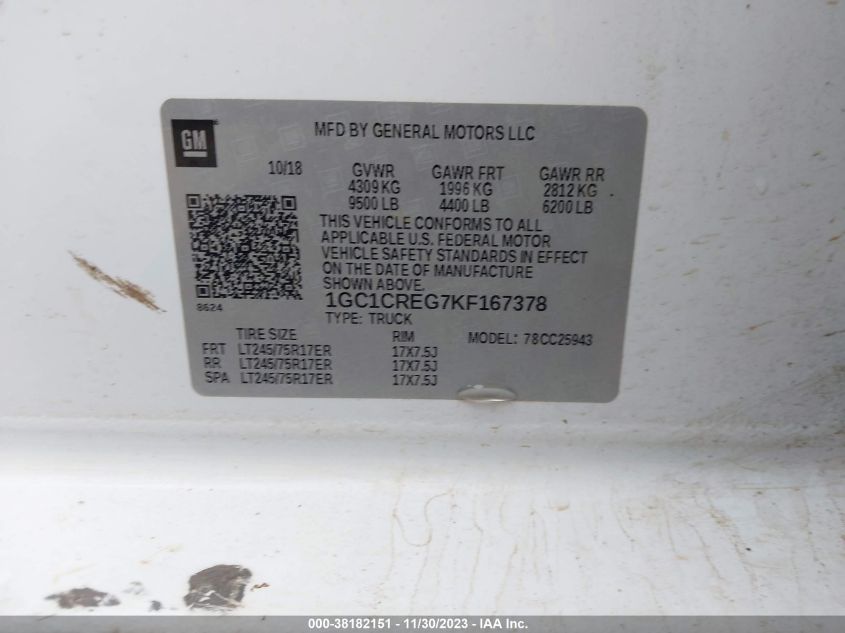 GM
MFD BY GENERAL MOTORS LLC
10/18 GVWR GAWR FRT GAWR RR
4309 KG 1996 KG 2812 KG
9500 LB 4400 LB 6200 LB
THIS VEHICLE CONFORMS TO ALL
APPLICABLE U.S. FEDERAL MOTOR
VEHICLE SAFETY STANDARDS IN EFFECT
ON THE DATE OF MANUFACTURE
SHOWN ABOVE.
8624
1GC1CREG7KF167378
TYPE: TRUCK
TIRE SIZE RIM MODEL: 78CC25943
FRT LT245/75R17ER 17X7.5J
RR LT245/75R17ER 17X7.5J
SPA LT245/75R17ER 17X7.5J
000-38182151 - 11/30/2023 - KF167378